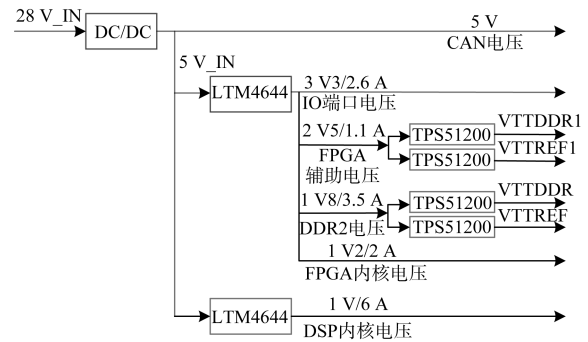 28 V_IN
DC/DC
5 V
CAN电压
5 V_IN
LTM4644
3 V3/2.6 A
IO端口电压
2 V5/1.1 A
FPGA
辅助电压
TPS51200
VTTDDR1
TPS51200
VTTREF1
1 V8/3.5 A
DDR2电压
TPS51200
VTTDDR
TPS51200
VTTREF
1 V2/2 A
FPGA内核电压
LTM4644
1 V/6 A
DSP内核电压